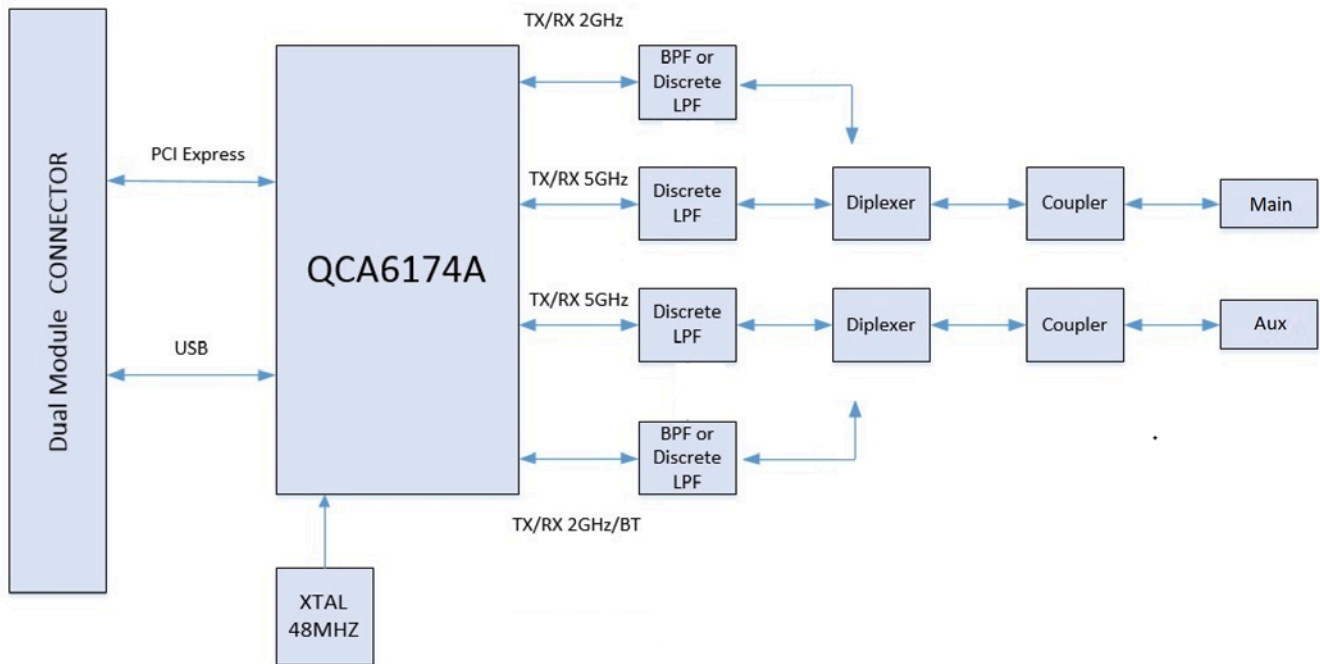 TX/RX 2GHz
BPF or
Discrete
LPF
PCI Express
TX/RX 5GHz
Discrete
LPF
Diplexer
Coupler
Main
Dual Module  CONNECTOR
QCA6174A
TX/RX 5GHz
Discrete
LPF
Diplexer
Coupler
Aux
USB
BPF or
Discrete
LPF
TX/RX 2GHz/BT
XTAL
48MHZ